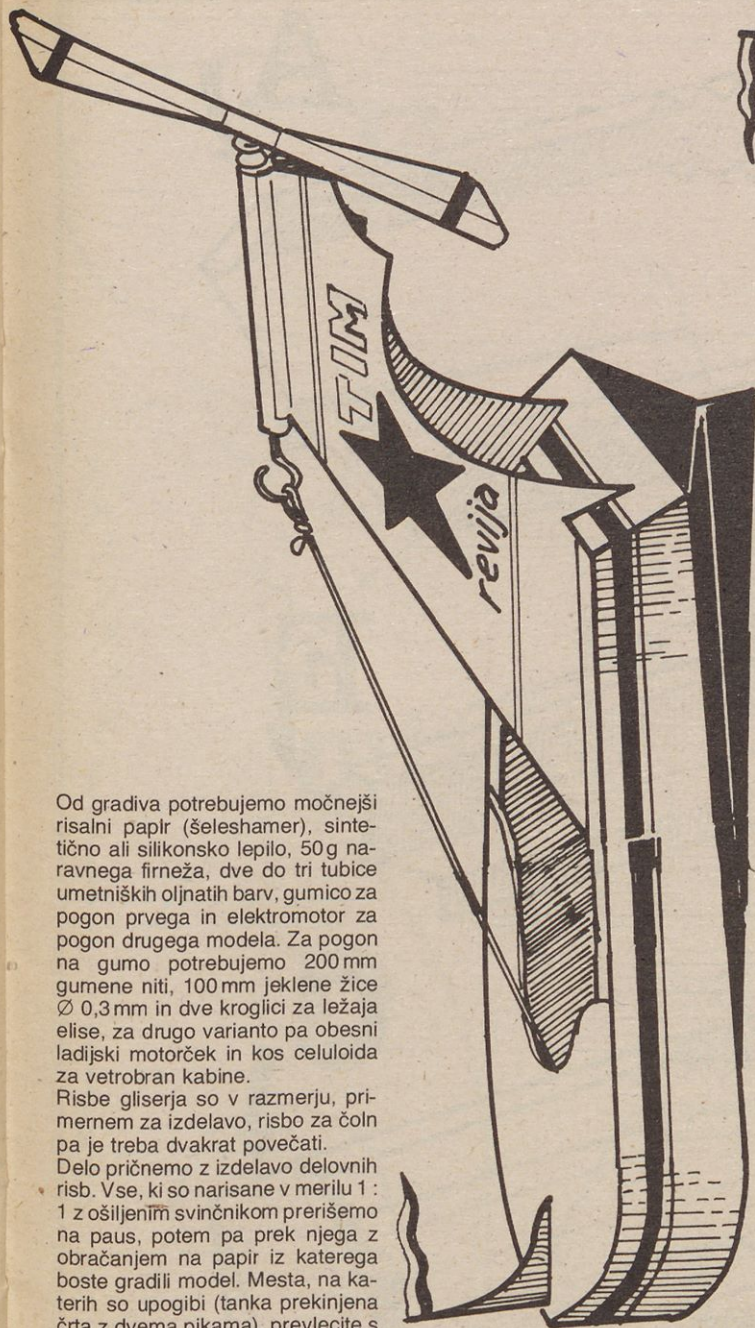 TIM
revija
Od gradiva potrebujemo močnejši
risalni papir (šeleshamer), sinte-
tično ali silikonsko lepilo, 50 g na-
ravnega firneža, dve do tri tubice
umetniških oljnatih barv, gumico za
pogon prvega in elektromotor za
pogon drugega modela. Za pogon
na gumo potrebujemo 200 mm
gumene niti, 100 mm jeklene žice
Ø 0,3 mm in dve kroglici za ležaja
elise, za drugo varianto pa obesni
ladijski motorček in kos celuloida
za vetrobran kabine.
Risbe gliserja so v razmerju, pri-
mernem za izdelavo, risbo za čoln
pa je treba dvakrat povečati.
Delo pričnemo z izdelavo delovnih
risb. Vse, ki so narisane v merilu 1 :
1 z ošiljenim svinčnikom prerišemo
na paus, potem pa prek njega z
obračanjem na papir iz katerega
boste gradili model. Mesta, na ka-
terih so upogibi (tanka prekinjena
črta z dvema pikama), prevlecite s